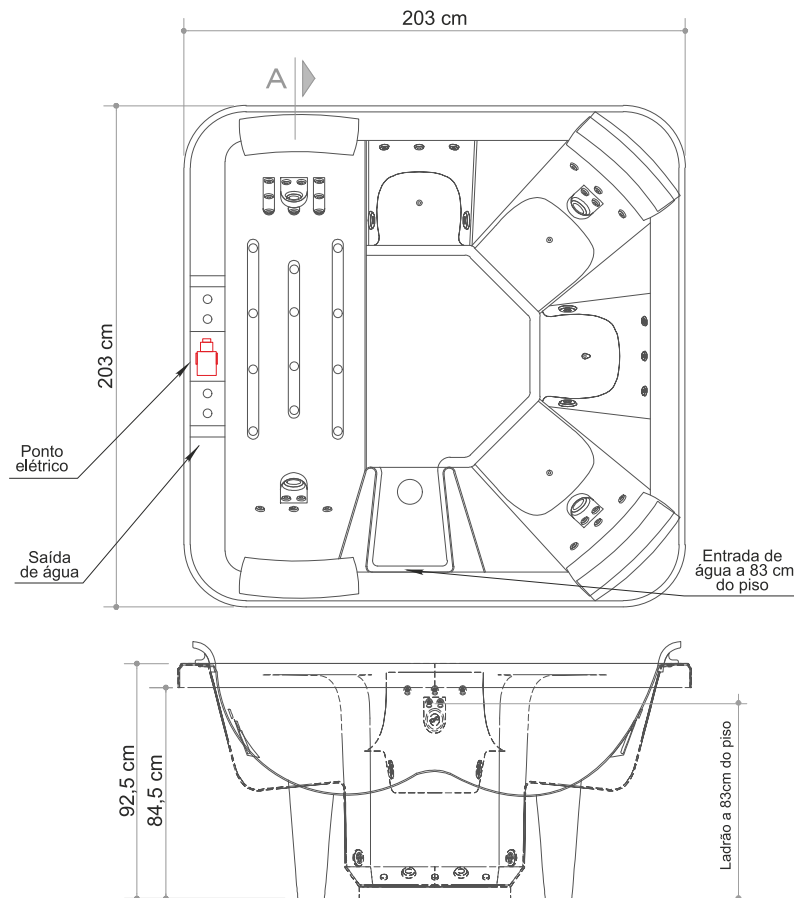 203 cm
A
203 cm
Ponto
elétrico
Saída
de água
Entrada de
água a 83 cm
do piso
92,5 cm
84,5 cm
Ladrão a 83cm do piso